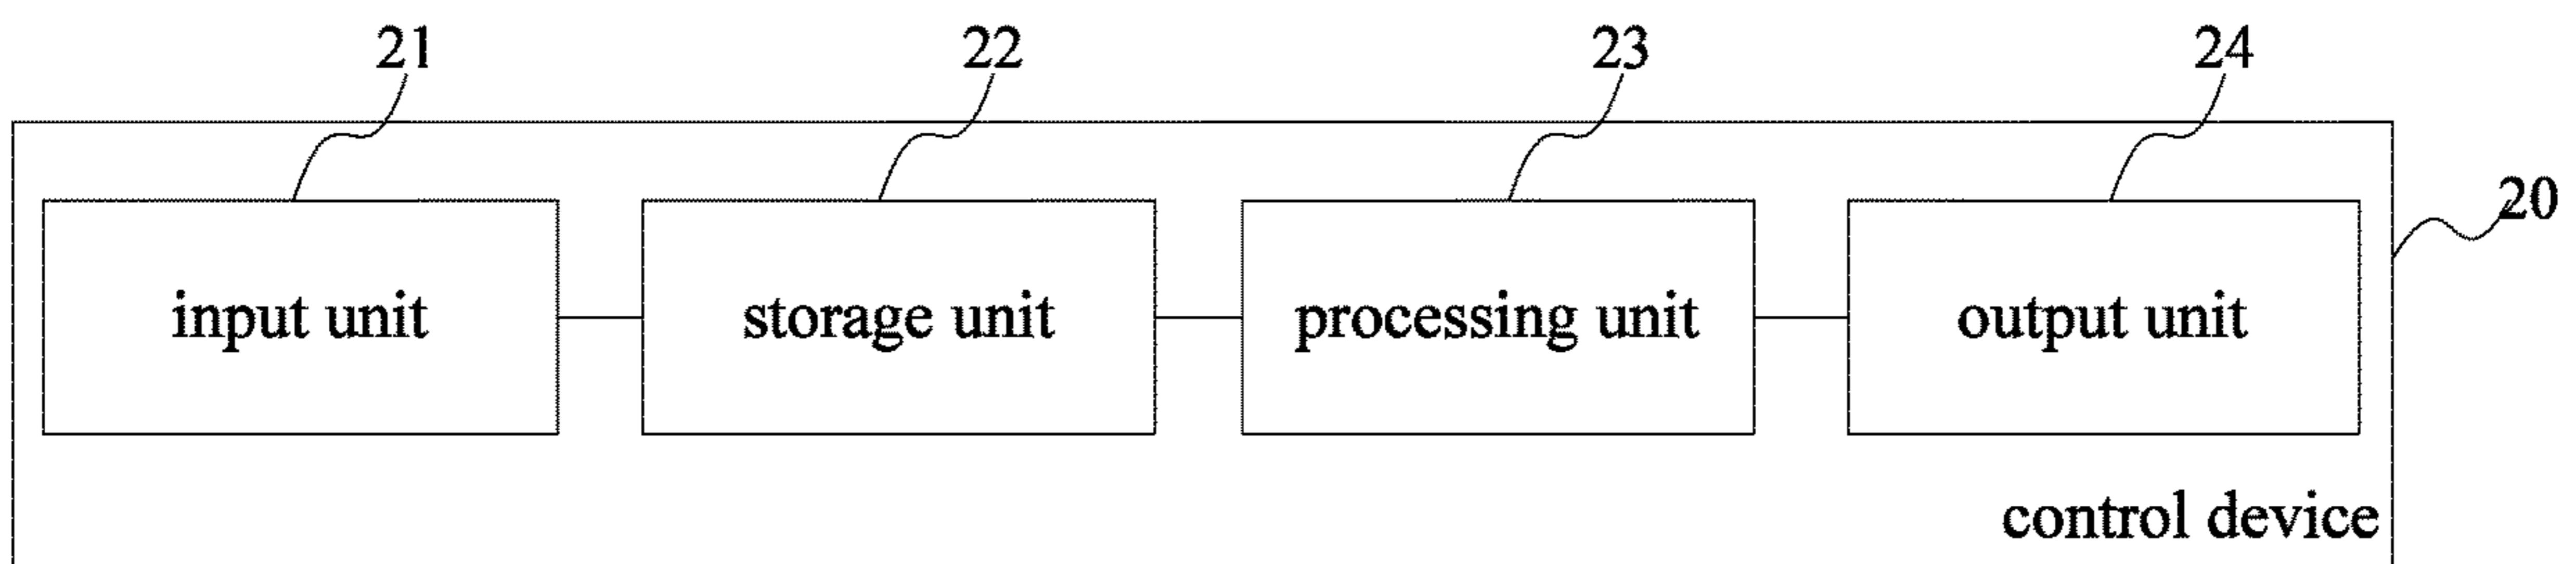 21 22 23 24
20
input unit storage unit processing unit output unit
control device